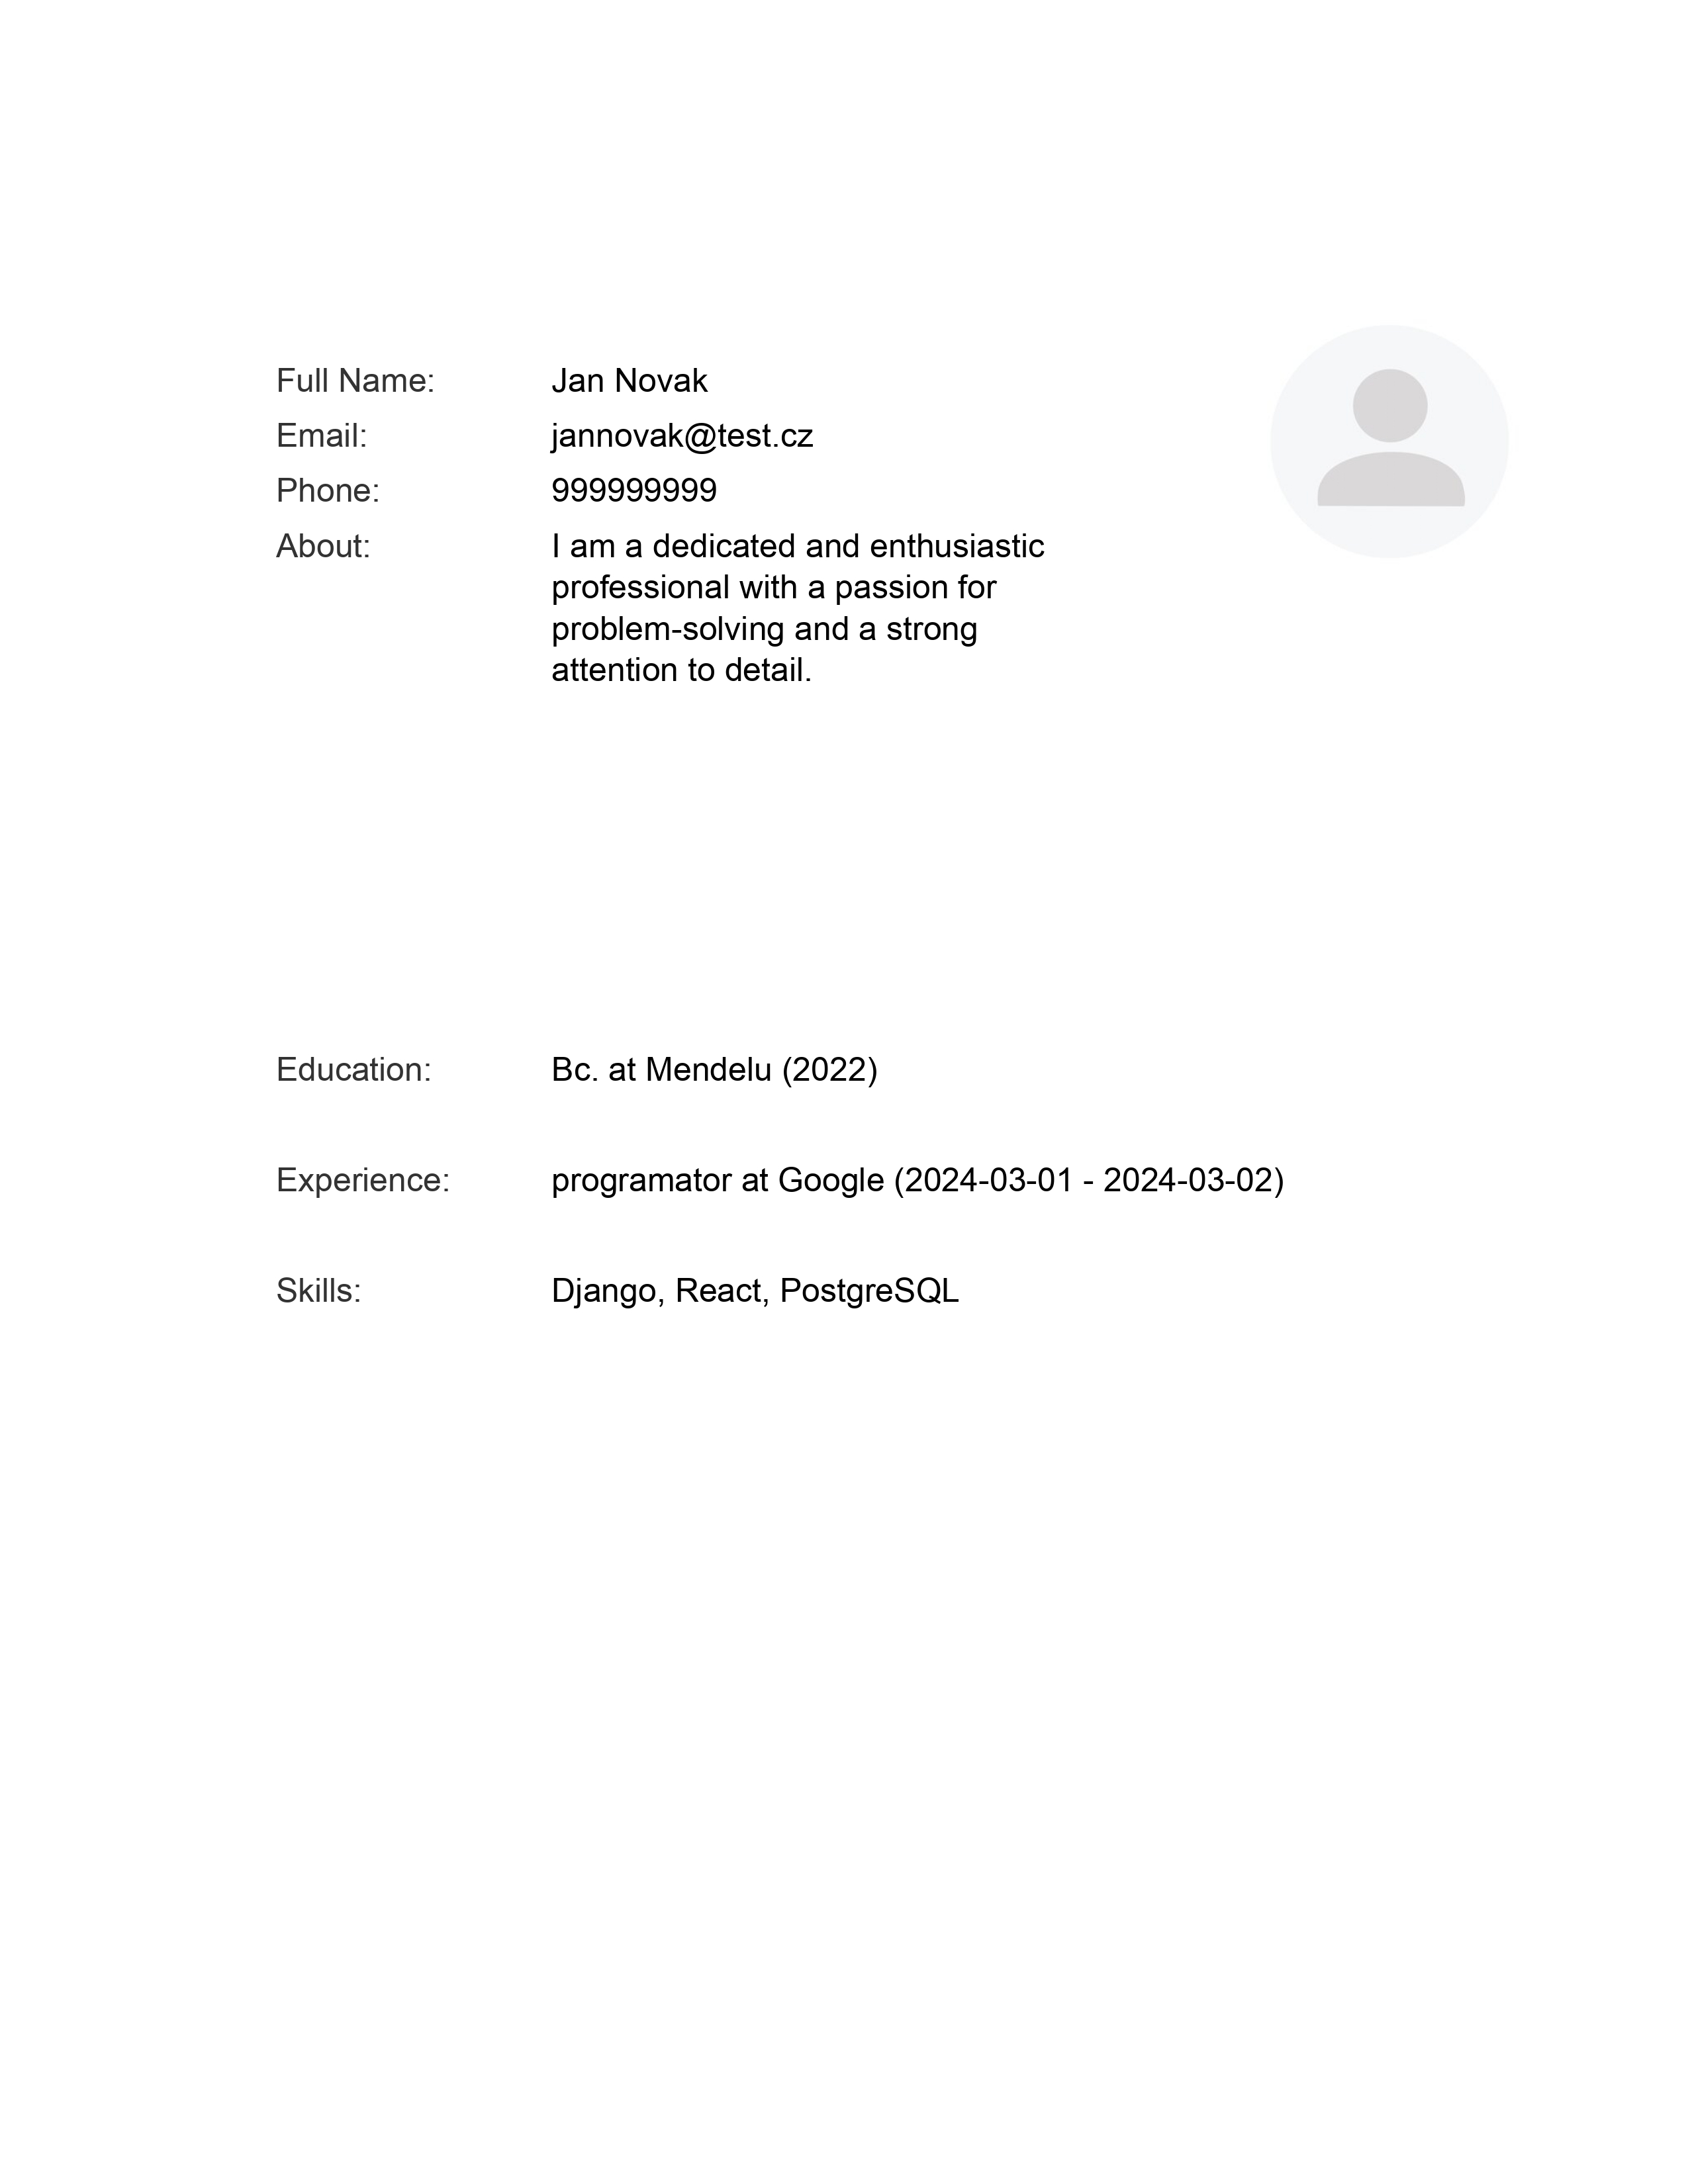 Full Name: Jan Novak
Email: jannovak@test.cz
Phone: 999999999
About: I am a dedicated and enthusiastic
professional with a passion for
problem-solving and a strong
attention to detail.
Education: Bc. at Mendelu (2022)
Experience: programator at Google (2024-03-01 - 2024-03-02)
Skills: Django, React, PostgreSQL